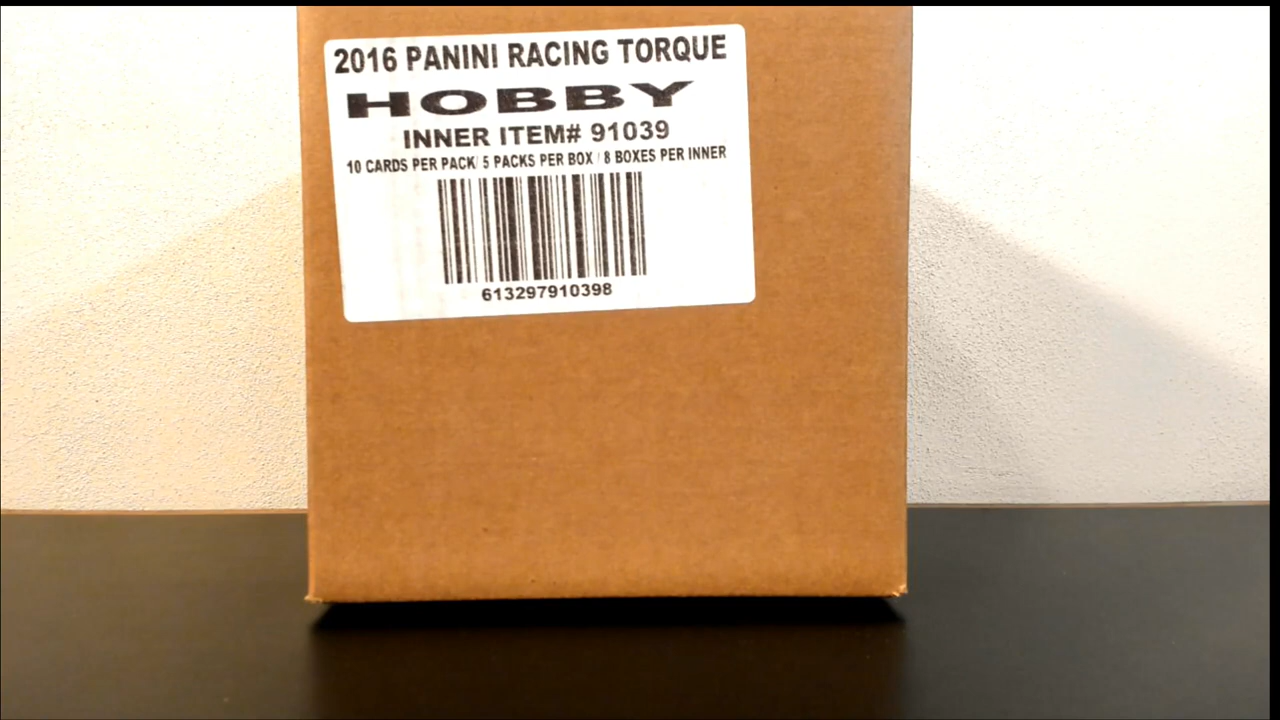 2016 PANINI RACING TORQUE
HOBBY
INNER ITEM# 91039
10 CARDS PER PACK/ 5 PACKS PER BOX / 8 BOXES PER INNER
613297910398